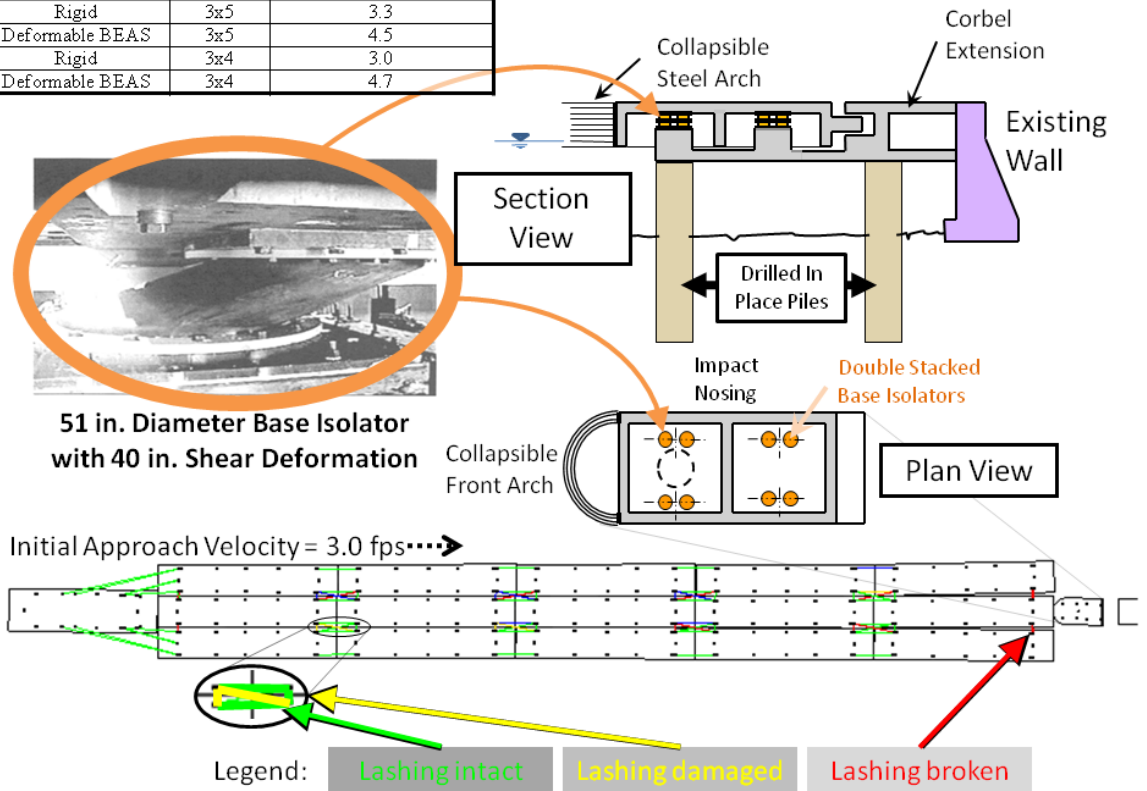 Rigid 3x5 3.3
Deformable BEAS 3x5 4.5
Rigid 3x4 3.0
Deformable BEAS 3x4 4.7
Collapsible
Steel Arch
Corbel
Extension
Existing
Wall
Section
View
Drilled In
Place Piles
51 in. Diameter Base Isolator
with 40 in. Shear Deformation
Impact
Nosing
Double Stacked
Base Isolators
Collapsible
Front Arch
Plan View
Initial Approach Velocity = 3.0 fps
Legend: Lashing intact Lashing damaged Lashing broken